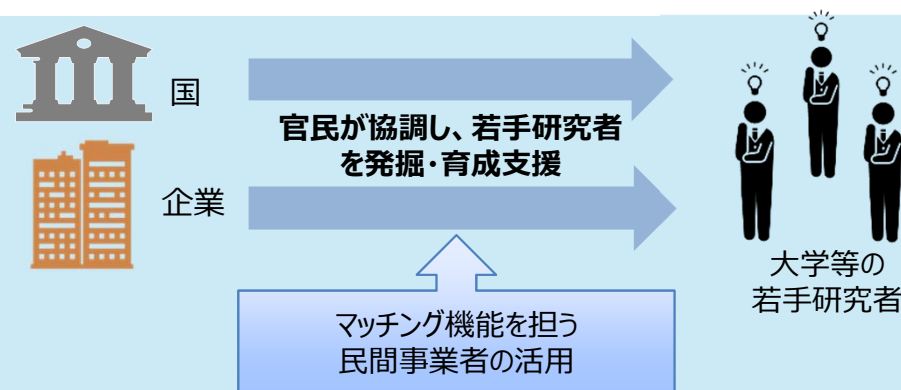 国
企業
官民が協調し、若手研究者
を発掘・育成支援
大学等の
若手研究者
マッチング機能を担う
民間事業者の活用